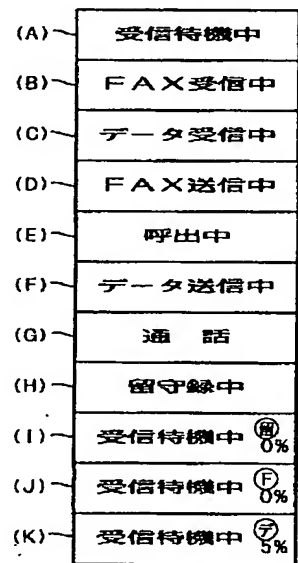 (A) 受信待機中
(B) FAX受信中
(C) データ受信中
(D) FAX送信中
(E) 呼出中
(F) データ送信中
(G) 通 話
(H) 留守録中
(I) 受信待機中 留 0%
(J) 受信待機中 F 0%
(K) 受信待機中 デ 5%